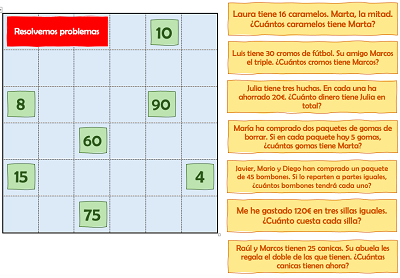 Resolvemos problemas
10
8
90
60
15
4
75
Laura tiene 16 caramelos. Marta, la mitad.
¿Cuántos caramelos tiene Marta?
Luis tiene 30 cromos de fútbol. Su amigo Marcos
el triple. ¿Cuántos cromos tiene Marcos?
Julia tiene tres huchas. En cada una ha
ahorrado 20€. ¿Cuánto dinero tiene Julia en
total?
María ha comprado dos paquetes de gomas de
borrar. Si en cada paquete hay 5 gomas,
¿cuántas gomas tiene Marta?
Javier, Mario y Diego han comprado un paquete
de 45 bombones. Si lo reparten a partes iguales,
¿cuántos bombones tendrá cada uno?
Me he gastado 120€ en tres sillas iguales.
¿Cuánto cuesta cada silla?
Raúl y Marcos tienen 25 canicas. Su abuela les
regala el doble de las que tienen. ¿Cuántas
canicas tienen ahora?